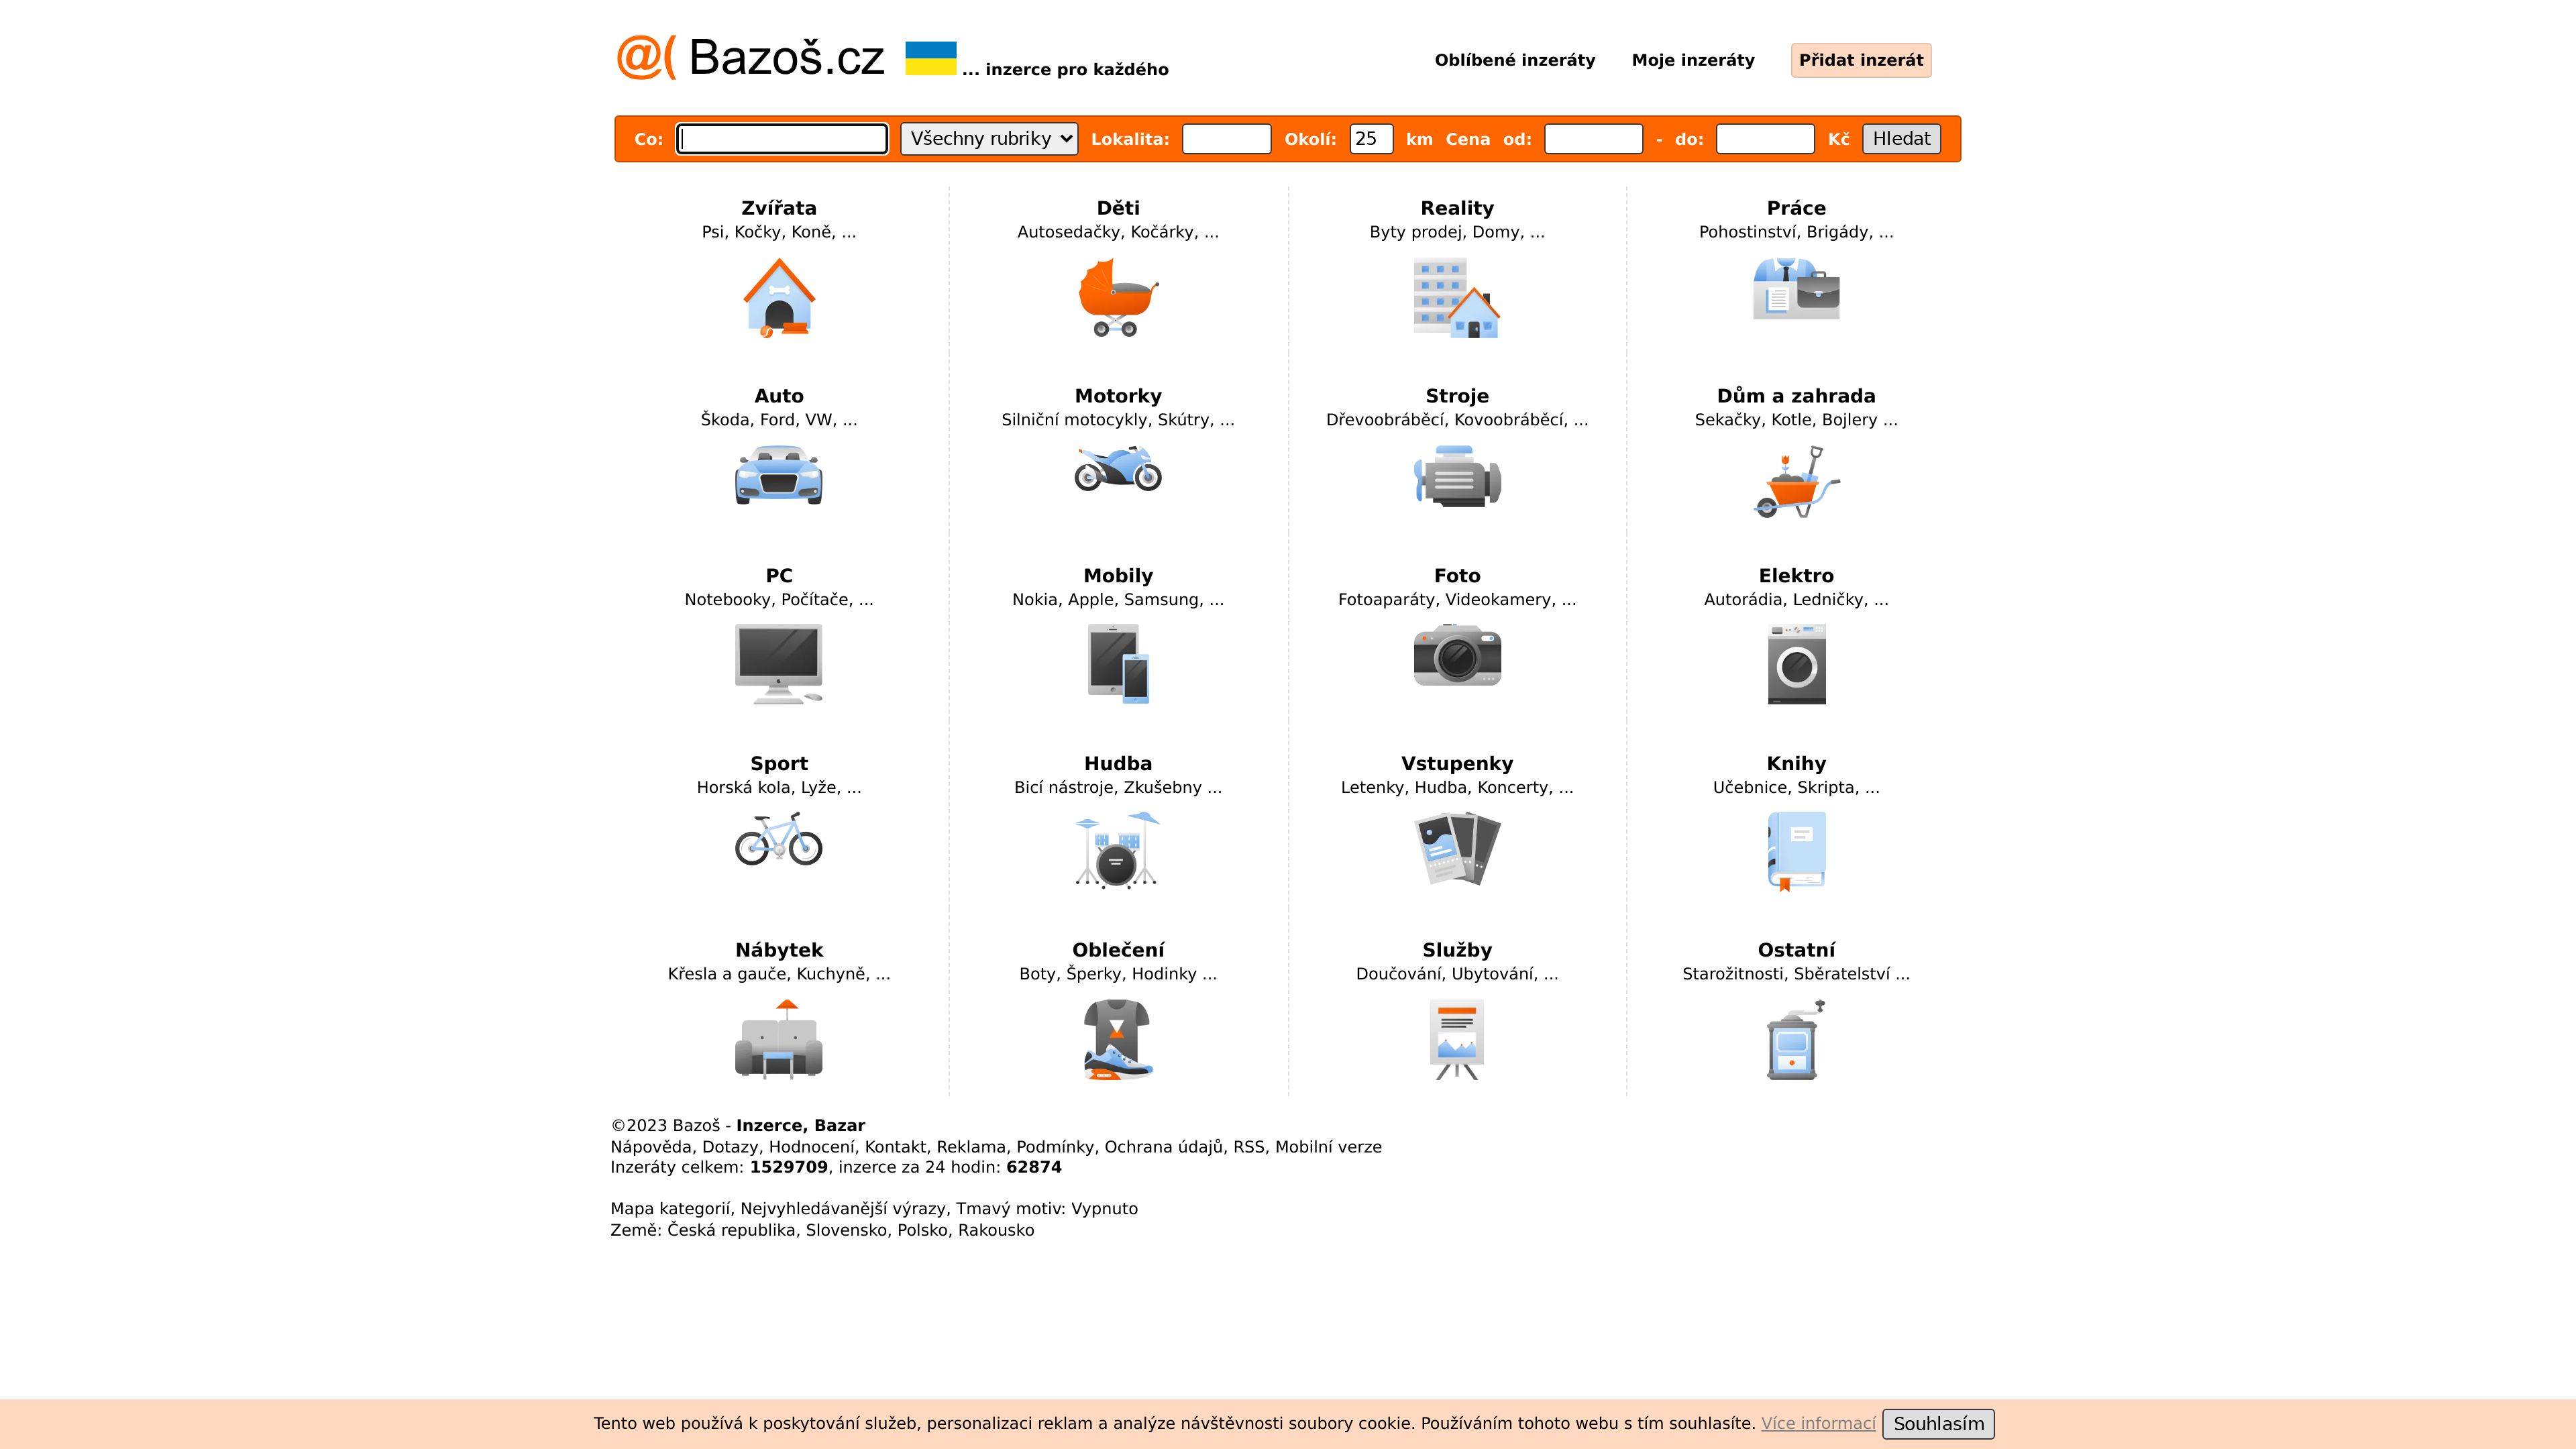 @( Bazoš.cz ... inzerce pro každého Oblíbené inzeráty Moje inzeráty Přidat inzerát
Co: Všechny rubriky Lokalita: Okolí: 25 km Cena od: - do: Kč Hledat
Zvířata Děti Reality Práce
Psi, Kočky, Koně, ... Autosedačky, Kočárky, ... Byty prodej, Domy, ... Pohostinství, Brigády, ...
Auto Motorky Stroje Dům a zahrada
Škoda, Ford, VW, ... Silniční motocykly, Skútry, ... Dřevoobráběcí, Kovoobráběcí, ... Sekačky, Kotle, Bojlery ...
PC Mobily Foto Elektro
Notebooky, Počítače, ... Nokia, Apple, Samsung, ... Fotoaparáty, Videokamery, ... Autorádia, Ledničky, ...
Sport Hudba Vstupenky Knihy
Horská kola, Lyže, ... Bicí nástroje, Zkušebny ... Letenky, Hudba, Koncerty, ... Učebnice, Skripta, ...
Nábytek Oblečení Služby Ostatní
Křesla a gauče, Kuchyně, ... Boty, Šperky, Hodinky ... Doučování, Ubytování, ... Starožitnosti, Sběratelství ...
©2023 Bazoš - Inzerce, Bazar
Nápověda, Dotazy, Hodnocení, Kontakt, Reklama, Podmínky, Ochrana údajů, RSS, Mobilní verze
Inzeráty celkem: 1529709, inzerce za 24 hodin: 62874
Mapa kategorií, Nejvyhledávanější výrazy, Tmavý motiv: Vypnuto
Země: Česká republika, Slovensko, Polsko, Rakousko
Tento web používá k poskytování služeb, personalizaci reklam a analýze návštěvnosti soubory cookie. Používáním tohoto webu s tím souhlasíte. Více informací Souhlasím